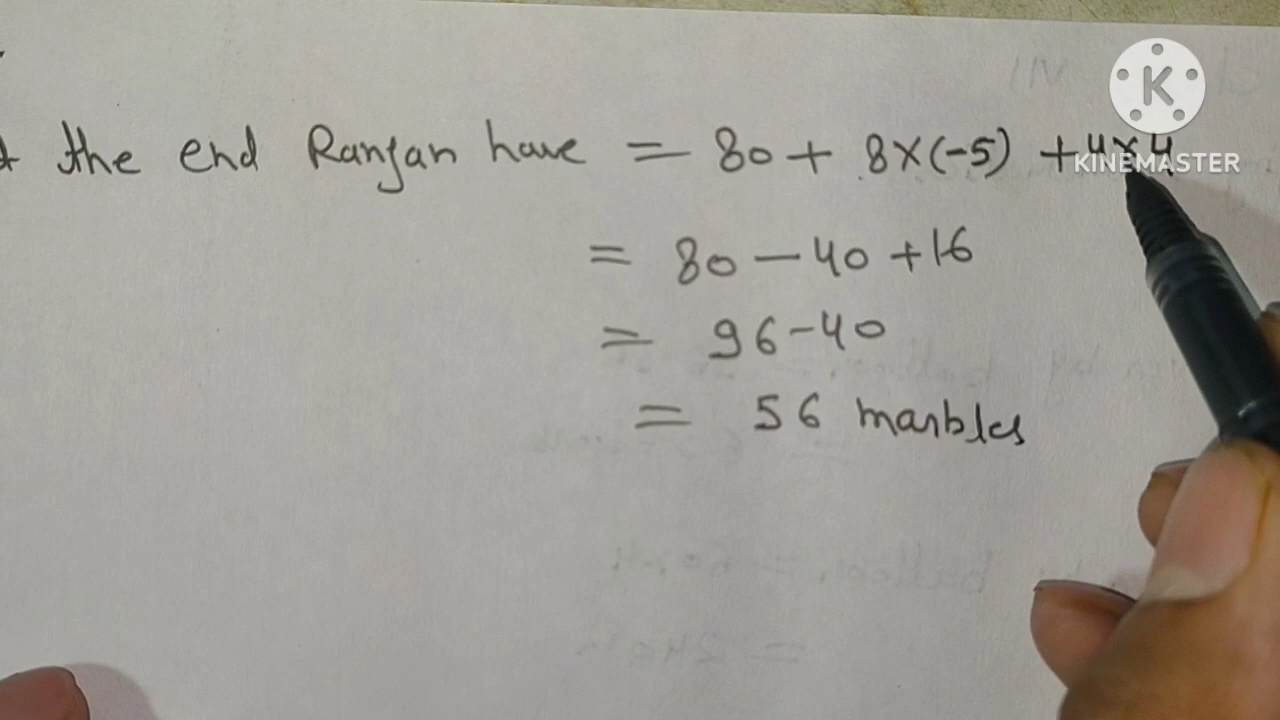 the end Ranjan have = 80 + 8×(-5) + 4×4
= 80 - 40 + 16
= 96 - 40
= 56 marbles
KINEMASTER